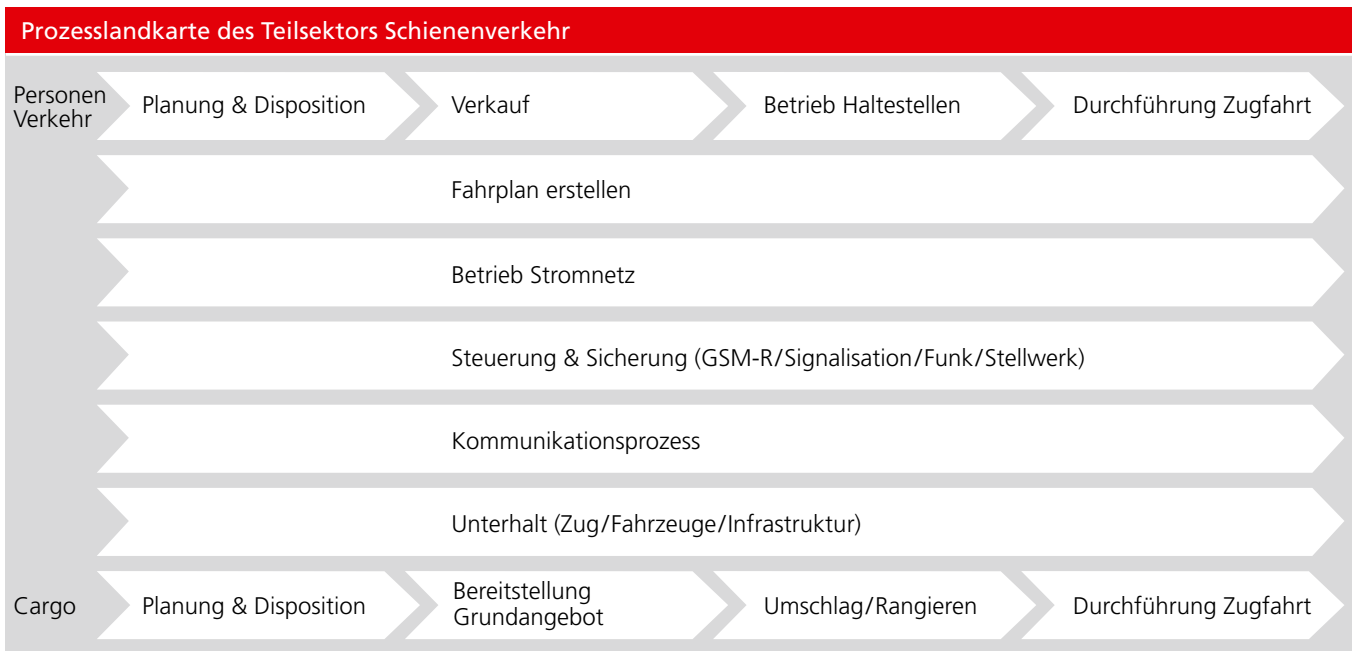 Prozesslandkarte des Teilsektors Schienenverkehr
Personen
Verkehr
Planung & Disposition
Verkauf
Betrieb Haltestellen
Durchführung Zugfahrt
Fahrplan erstellen
Betrieb Stromnetz
Steuerung & Sicherung (GSM-R/Signalisation/Funk/Stellwerk)
Kommunikationsprozess
Unterhalt (Zug/Fahrzeuge/Infrastruktur)
Cargo
Planung & Disposition
Bereitstellung
Grundangebot
Umschlag/Rangieren
Durchführung Zugfahrt